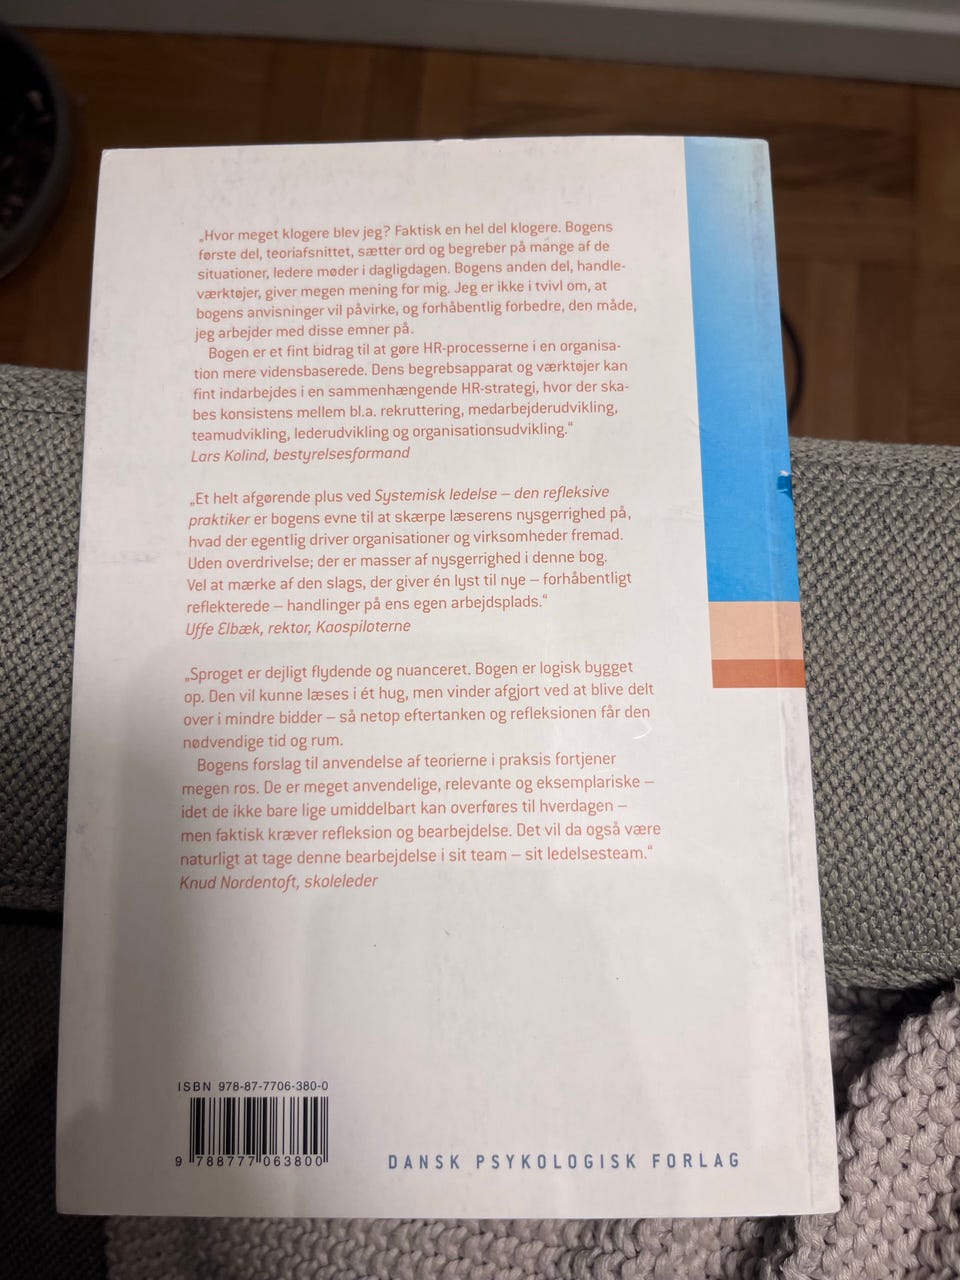 „Hvor meget klogere blev jeg? Faktisk en hel del klogere. Bogens
første del, teoriafsnittet, sætter ord og begreber på mange af de
situationer, ledere møder i dagligdagen. Bogens anden del, handle-
værktøjer, giver megen mening for mig. Jeg er ikke i tvivl om, at
bogens anvisninger vil påvirke, og forhåbentlig forbedre, den måde,
jeg arbejder med disse emner på.
Bogen er et fint bidrag til at gøre HR-processerne i en organisa-
tion mere vidensbaserede. Dens begrebsapparat og værktøjer kan
fint indarbejdes i en sammenhængende HR-strategi, hvor der ska-
bes konsistens mellem bl.a. rekruttering, medarbejderudvikling,
teamudvikling, lederudvikling og organisationsudvikling.“
Lars Kolind, bestyrelsesformand
„Et helt afgørende plus ved Systemisk ledelse – den refleksive
praktiker er bogens evne til at skærpe læserens nysgerrighed på,
hvad der egentlig driver organisationer og virksomheder fremad.
Uden overdrivelse; der er masser af nysgerrighed i denne bog.
Vel at mærke af den slags, der giver én lyst til nye – forhåbentligt
reflekterede – handlinger på ens egen arbejdsplads.“
Uffe Elbæk, rektor, Kaospiloterne
„Sproget er dejligt flydende og nuanceret. Bogen er logisk bygget
op. Den vil kunne læses i ét hug, men vinder afgjort ved at blive delt
over i mindre bidder – så netop eftertanken og refleksionen får den
nødvendige tid og rum.
Bogens forslag til anvendelse af teorierne i praksis fortjener
megen ros. De er meget anvendelige, relevante og eksemplariske –
idet de ikke bare lige umiddelbart kan overføres til hverdagen –
men faktisk kræver refleksion og bearbejdelse. Det vil da også være
naturligt at tage denne bearbejdelse i sit team – sit ledelsesteam.“
Knud Nordentoft, skoleleder
ISBN 978-87-7706-380-0
9 788777 063800
DANSK PSYKOLOGISK FORLAG